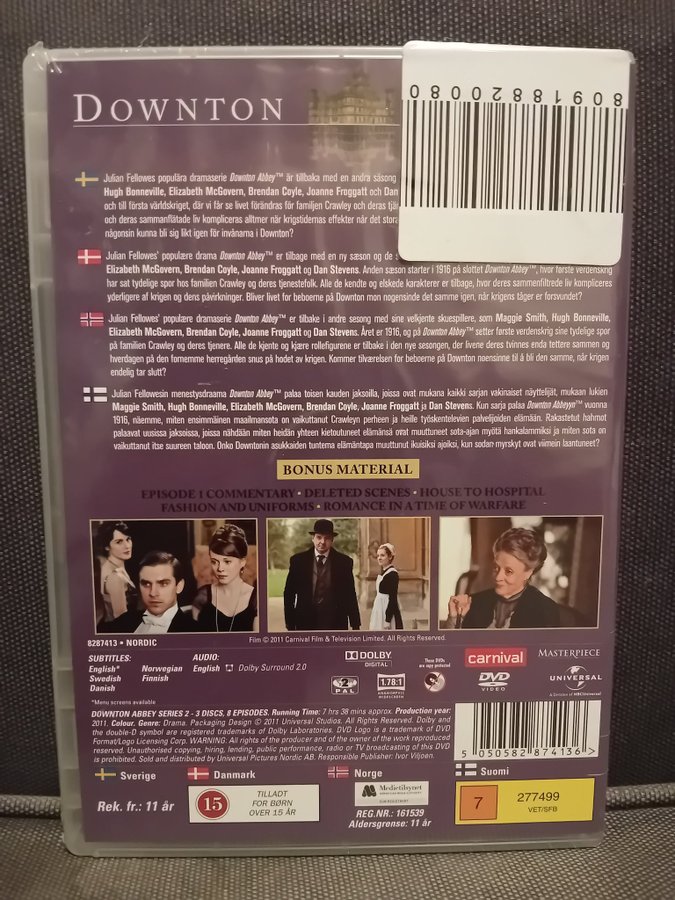 DOWNTON
809188820080
Julian Fellowes populära dramaserie Downton Abbey™ är tillbaka med en andra säsong
Hugh Bonneville, Elizabeth McGovern, Brendan Coyle, Joanne Froggatt och Dan
och till första världskriget, där vi får se livet förändras för familjen Crawley och deras tjä
och deras sammanflätade liv kompliceras alltmer när krigstidernas effekter når det stora
någonsin kunna bli sig likt igen för invånarna i Downton?
Julian Fellowes' populære drama Downton Abbey™ er tilbage med en ny sæson og de s
Elizabeth McGovern, Brendan Coyle, Joanne Froggatt og Dan Stevens. Anden sæson starter i 1916 på slottet Downton Abbey™, hvor første verdenskrig
har sat tydelige spor hos familien Crawley og deres tjenestefolk. Alle de kendte og elskede karakterer er tilbage, hvor deres sammenfiltrede liv kompliceres
yderligere af krigen og dens påvirkninger. Bliver livet for beboerne på Downton mon nogensinde det samme igen, når krigens tåger er forsvundet?
Julian Fellowes' populære drama Downton Abbey™ er tilbake i andre sesong med sine velkjente skuespillere, som Maggie Smith, Hugh Bonneville,
Elizabeth McGovern, Brendan Coyle, Joanne Froggatt og Dan Stevens. Året er 1916, og på Downton Abbey™ setter første verdenskrig sine tydelige spor
på familien Crawley og deres tjenere. Alle de kjente og kjære rollefigurene er tilbake i den nye sesongen, der livene deres tvinnes enda tettere sammen og
hverdagen på den fornemme herregården snus på hodet av krigen. Kommer tilværelsen for beboerne på Downton noensinne til å bli den samme, når krigen
endelig tar slutt?
Julian Fellowesin menestysdraama Downton Abbey™ palaa toisen kauden jaksoilla, joissa ovat mukana kaikki sarjan vakinaiset näyttelijät, mukaan lukien
Maggie Smith, Hugh Bonneville, Elizabeth McGovern, Brendan Coyle, Joanne Froggatt ja Dan Stevens. Kun sarja palaa Downton Abbeyyn™ vuonna
1916, näemme, miten ensimmäinen maailmansota on vaikuttanut Crawleyn perheen ja heille työskentelevien palvelijoiden elämään. Rakastetut hahmot
palaavat uusissa jaksoissa, joissa nähdään miten heidän yhteen kietoutuneet elämänsä ovat muuttuneet sota-ajan myötä hankalammiksi ja miten sota on
vaikuttanut itse suureen taloon. Onko Downtonin asukkaiden tuntema elämäntapa muuttunut ikuisiksi ajoiksi, kun sodan myrskyt ovat viimein laantuneet?
BONUS MATERIAL
EPISODE 1 COMMENTARY • DELETED SCENES • HOUSE TO HOSPITAL
FASHION AND UNIFORMS • ROMANCE IN A TIME OF WARFARE
8287413 • NORDIC
Film © 2011 Carnival Film & Television Limited. All Rights Reserved.
SUBTITLES:
English*
Swedish
Danish
Norwegian
Finnish
AUDIO:
English
Dolby Surround 2.0
*Menu screens available
DOLBY
DIGITAL
These DVDs
are copy protected
2
PAL
1.78:1
ANAMORPHIC
WIDESCREEN
carnival
DVD
VIDEO
MASTERPIECE
UNIVERSAL
A Division of NBCUniversal
DOWNTON ABBEY SERIES 2 - 3 DISCS, 8 EPISODES. Running Time: 7 hrs 38 mins approx. Production year:
2011. Colour. Genre: Drama. Packaging Design © 2011 Universal Studios. All Rights Reserved. Dolby and
the double-D symbol are registered trademarks of Dolby Laboratories. DVD Logo is a trademark of DVD
Format/Logo Licensing Corp. WARNING: All rights of the producer and of the owner of the work reproduced
reserved. Unauthorised copying, hiring, lending, public performance, radio or TV broadcasting of this DVD
is prohibited. Sold and distributed by Universal Pictures Nordic AB. Responsible Publisher: Ivor Viljoen.
5 050582 874136 >
Sverige
Rek. fr.: 11 år
Danmark
15
TILLADT
FOR BØRN
OVER 15 ÅR
Norge
Medietilsynet
REG.NR.: 161539
Aldersgrense: 11 år
Suomi
7
277499
VET/SFB